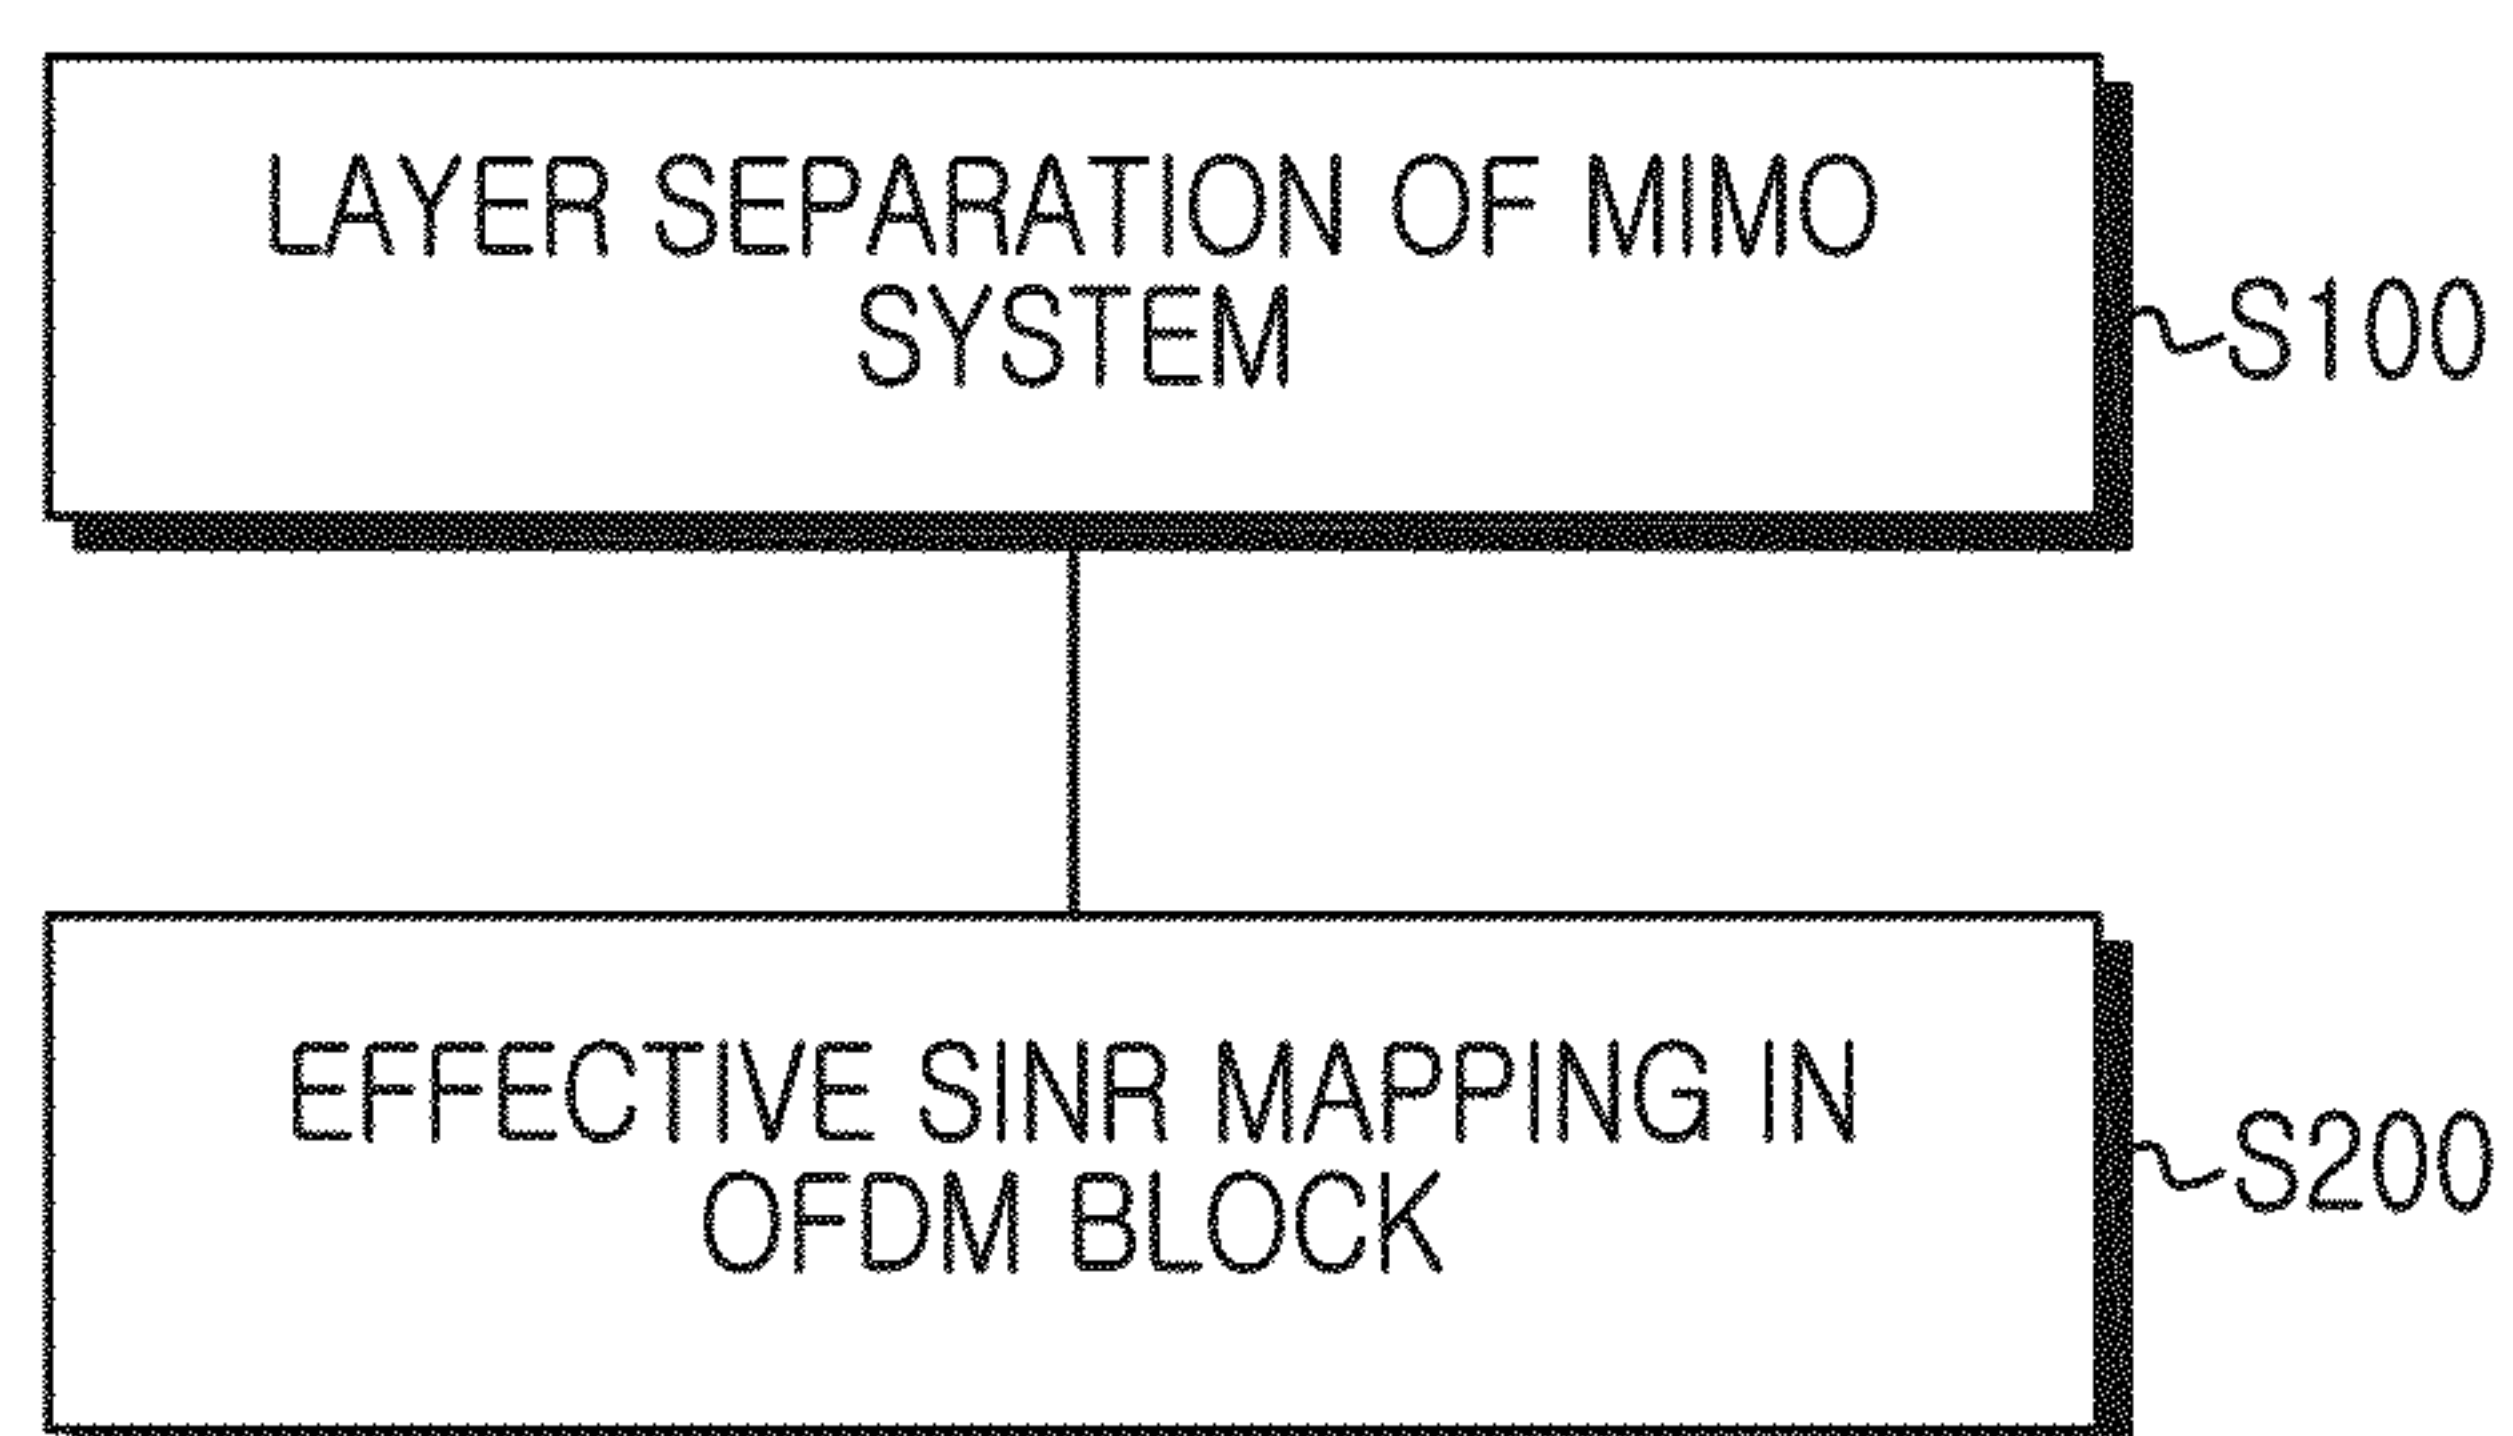 LAYER SEPARATION OF MIMO
SYSTEM
S100
EFFECTIVE SINR MAPPING IN
OFDM BLOCK
S200